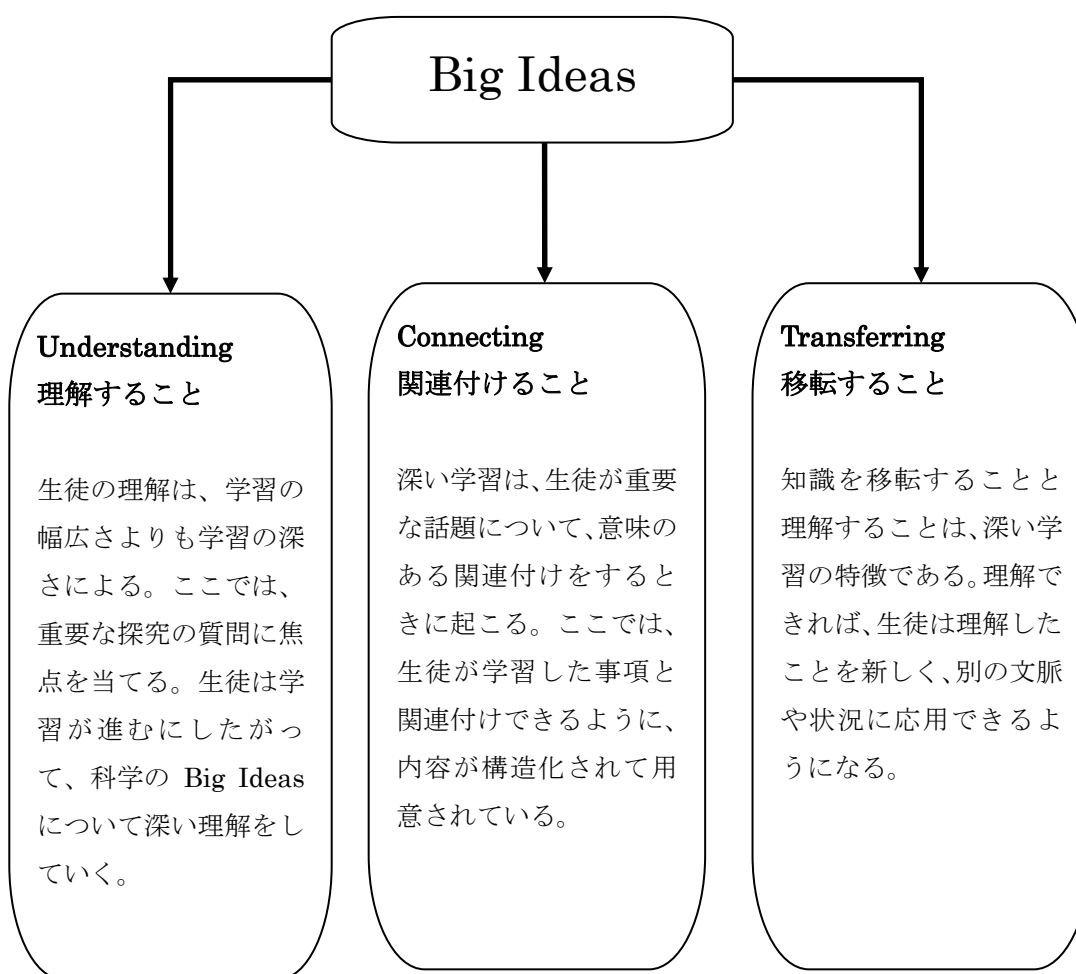 Big Ideas
Understanding
理解すること
生徒の理解は、学習の
幅広さよりも学習の深
さによる。ここでは、
重要な探究の質問に焦
点を当てる。生徒は学
習が進むにしたがっ
て、科学の Big Ideas
について深い理解をし
ていく。
Connecting
関連付けること
深い学習は、生徒が重要
な話題について、意味の
ある関連付けをすると
きに起こる。ここでは、
生徒が学習した事項と
関連付けできるように、
内容が構造化されて用
意されている。
Transferring
移転すること
知識を移転することと
理解することは、深い学
習の特徴である。理解で
きれば、生徒は理解した
ことを新しく、別の文脈
や状況に応用できるよ
うになる。